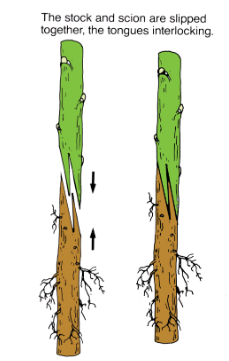 The stock and scion are slipped
together, the tongues interlocking.